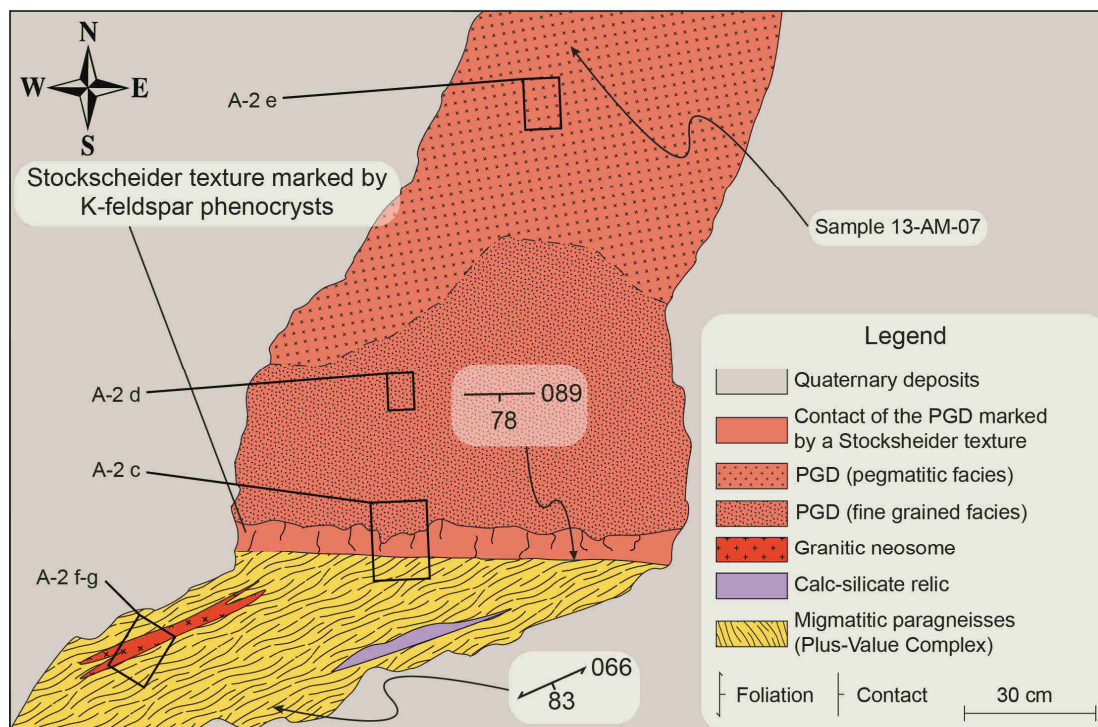 N
W E
S
A-2 e
Stockscheider texture marked by
K-feldspar phenocrysts
Sample 13-AM-07
A-2 d
089
78
A-2 c
A-2 f-g
066
83
Legend
Quaternary deposits
Contact of the PGD marked
by a Stocksheider texture
PGD (pegmatitic facies)
PGD (fine grained facies)
Granitic neosome
Calc-silicate relic
Migmatitic paragneisses
(Plus-Value Complex)
Foliation Contact 30 cm